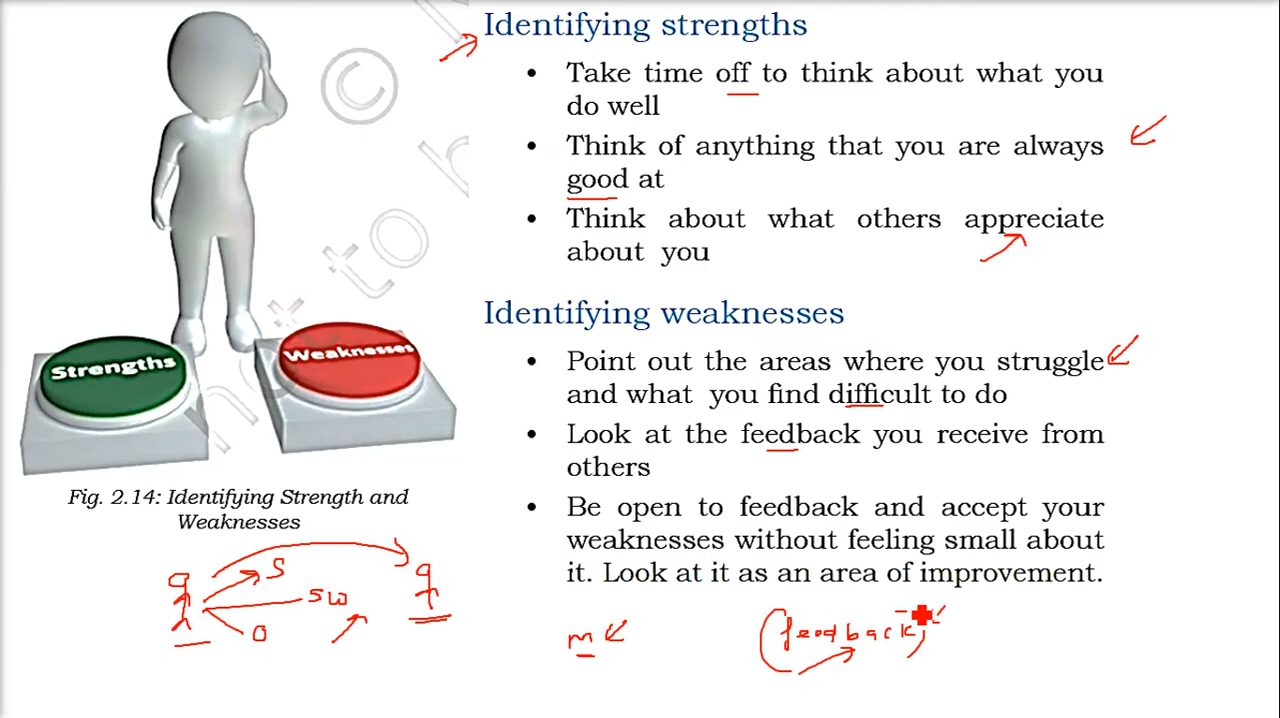 Identifying strengths
• Take time off to think about what you
do well
• Think of anything that you are always
good at
• Think about what others appreciate
about you
Identifying weaknesses
• Point out the areas where you struggle
and what you find difficult to do
• Look at the feedback you receive from
others
• Be open to feedback and accept your
weaknesses without feeling small about
it. Look at it as an area of improvement.
Strengths
Weaknesses
Fig. 2.14: Identifying Strength and
Weaknesses
© not to b
S
SW
O
m
feedback